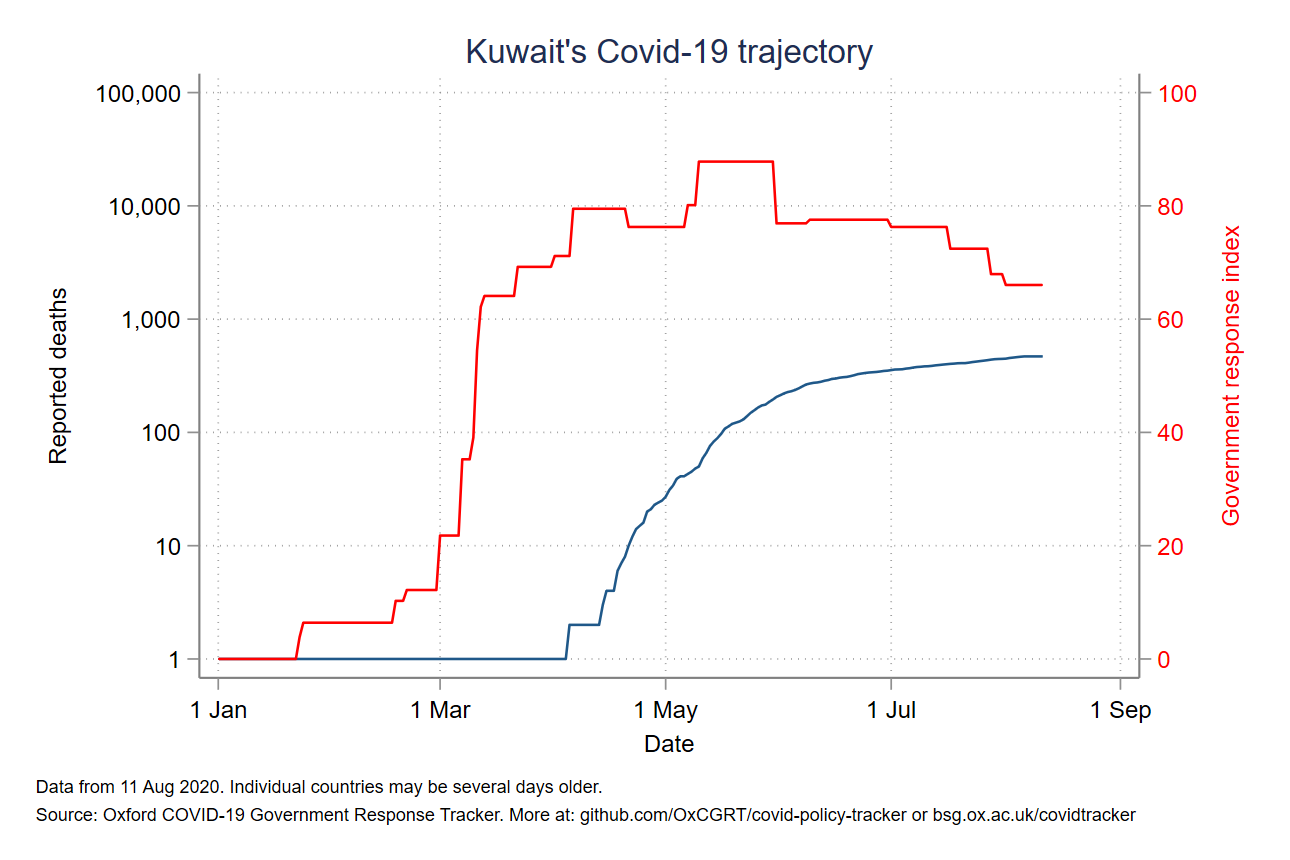 Kuwait's Covid-19 trajectory
100,000
10,000
1,000
100
10
1
Reported deaths
100
80
60
40
20
0
Government response index
1 Jan
1 Mar
1 May
1 Jul
1 Sep
Date
Data from 11 Aug 2020. Individual countries may be several days older.
Source: Oxford COVID-19 Government Response Tracker. More at: github.com/OxCGRT/covid-policy-tracker or bsg.ox.ac.uk/covidtracker